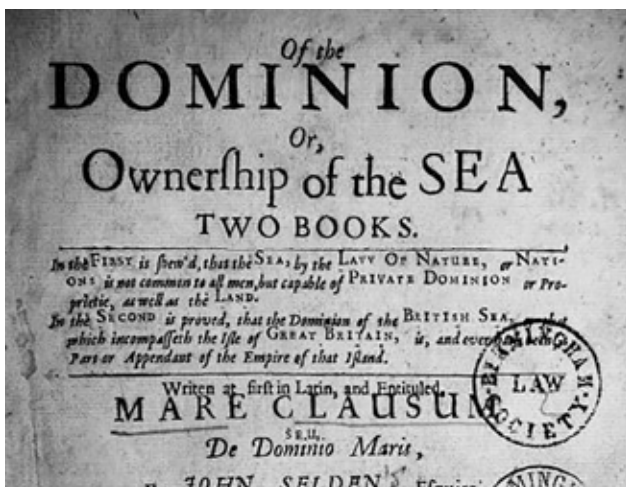 Of the
DOMINION,
Or,
Ownerſhip of the SEA
TWO BOOKS.
In the FIRST is ſhew'd, that the SEA, by the LAVV OF NATURE, or NATI-
ONS is not common to all men, but capable of PRIVATE DOMINION or Pro-
prietie, as well as the LAND.
In the SECOND is proved, that the Dominion of the BRITISH SEA,
which incompaſſeth the Iſle of GREAT BRITAIN, is, and ever hath been
Part or Appendant of the Empire of that Iſland.
Writen at firſt in Latin, and Entituled,
MARE CLAUSUM
SEU,
De Dominio Maris,
JOHN SELDEN,
BIRMINGHAM
LAW
SOCIETY